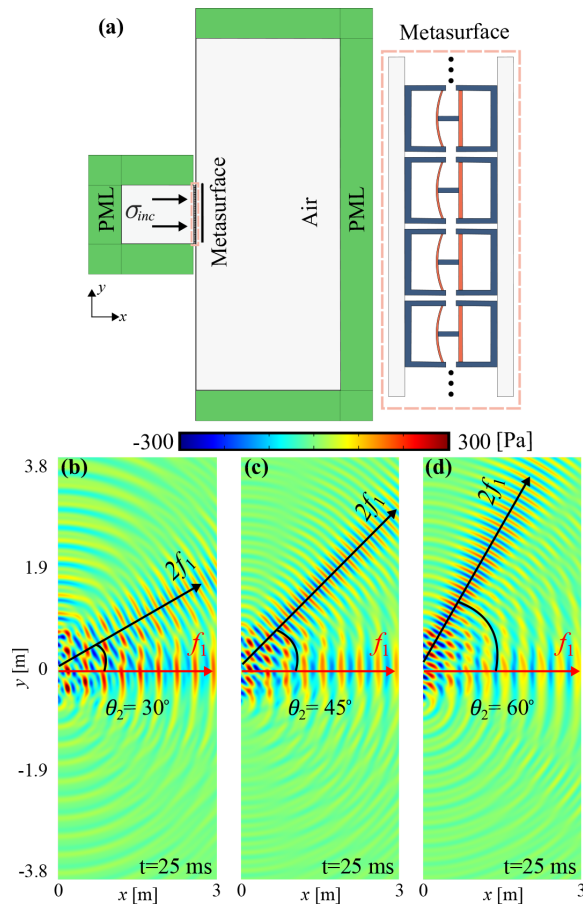 (a)
Metasurface
PML
σinc
Metasurface
Air
PML
y
x
-300
300 [Pa]
(b)
(c)
(d)
3.8
1.9
0
-1.9
-3.8
y [m]
2f1
f1
θ2= 30°
t=25 ms
2f1
f1
θ2= 45°
t=25 ms
2f1
f1
θ2= 60°
t=25 ms
0
x [m]
3
0
x [m]
3
0
x [m]
3